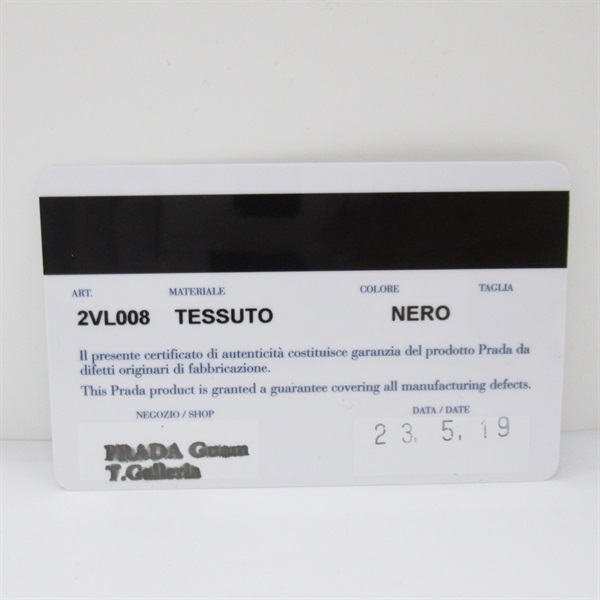 ART. MATERIALE COLORE TAGLIA
2VL008 TESSUTO NERO
Il presente certificato di autenticità costituisce garanzia del prodotto Prada da
difetti originari di fabbricazione.
This Prada product is granted a guarantee covering all manufacturing defects.
NEGOZIO / SHOP DATA / DATE
PRADA Guam 23. 5. 19
T.Galleria